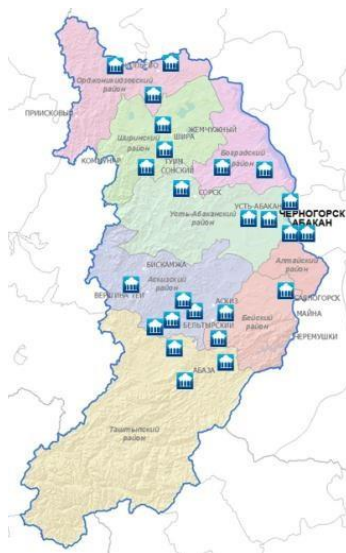 Орджоникидзевский
район
ПРИИСКОВЫЙ
ЖЕМЧУЖНЫЙ
ШИРА
Ширинский
район
КОММУНАР
ТУИМ
СОНСКИЙ
Боградский
район
СОРСК
УСТЬ-АБАКАН
Усть-Абаканский
район
ЧЕРНОГОРСК
АБАКАН
БИСКАМЖА
Аскизский
район
Алтайский
район
ВЕРШИНА ТЕИ
АСКИЗ
САЯНОГОРСК
МАЙНА
БЕЛЬТЫРСКИЙ
Бейский
район
ЧЕРЕМУШКИ
АБАЗА
Таштыпский
район